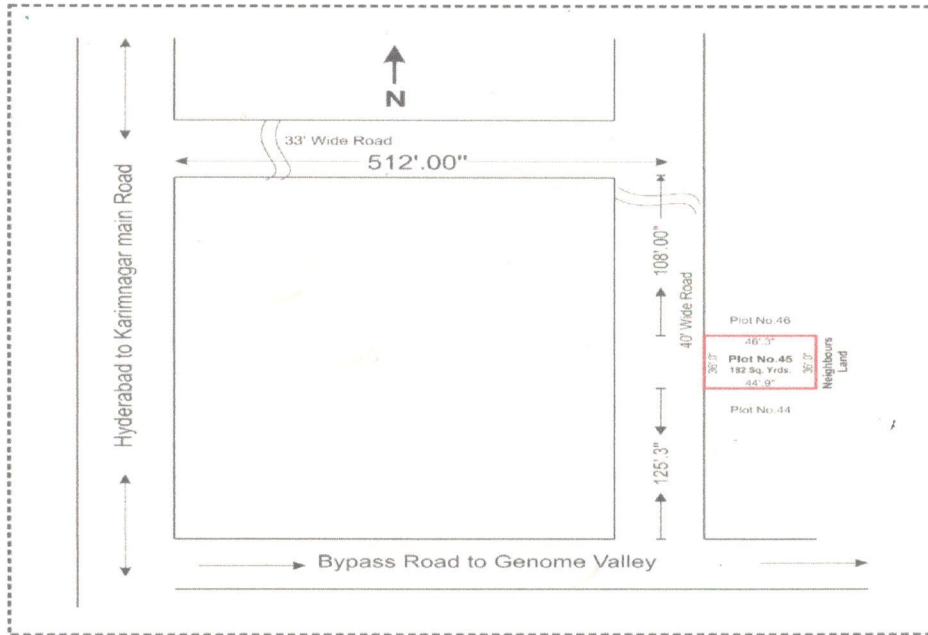 N
33' Wide Road
512'.00"
Hyderabad to Karimnagar main Road
108'.00"
40' Wide Road
Plot No.46
46'.3"
36'.0"
Plot No.45
182 Sq. Yrds.
36'.0"
44'.9"
Neighbours
Land
Plot No.44
125'.3"
Bypass Road to Genome Valley